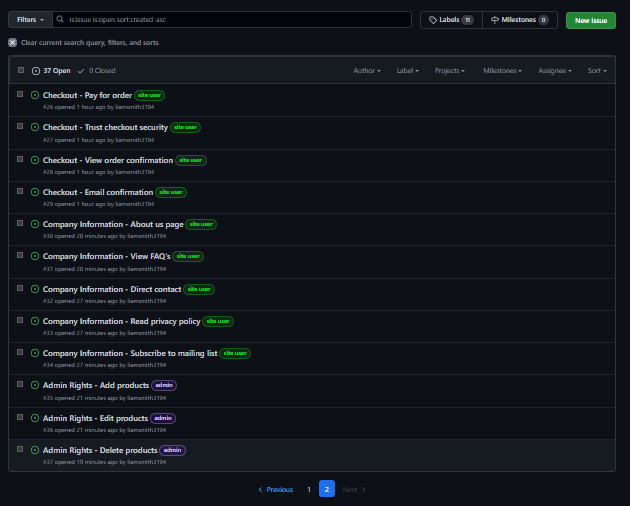 Filters is:issue is:open sort:created-asc Labels 11 Milestones 0 New issue
Clear current search query, filters, and sorts
37 Open 0 Closed Author Label Projects Milestones Assignee Sort
Checkout - Pay for order site user
#26 opened 1 hour ago by liamsmith3194
Checkout - Trust checkout security site user
#27 opened 1 hour ago by liamsmith3194
Checkout - View order confirmation site user
#28 opened 1 hour ago by liamsmith3194
Checkout - Email confirmation site user
#29 opened 1 hour ago by liamsmith3194
Company Information - About us page site user
#30 opened 28 minutes ago by liamsmith3194
Company Information - View FAQ's site user
#31 opened 28 minutes ago by liamsmith3194
Company Information - Direct contact site user
#32 opened 27 minutes ago by liamsmith3194
Company Information - Read privacy policy site user
#33 opened 27 minutes ago by liamsmith3194
Company Information - Subscribe to mailing list site user
#34 opened 27 minutes ago by liamsmith3194
Admin Rights - Add products admin
#35 opened 21 minutes ago by liamsmith3194
Admin Rights - Edit products admin
#36 opened 21 minutes ago by liamsmith3194
Admin Rights - Delete products admin
#37 opened 19 minutes ago by liamsmith3194
Previous 1 2 Next